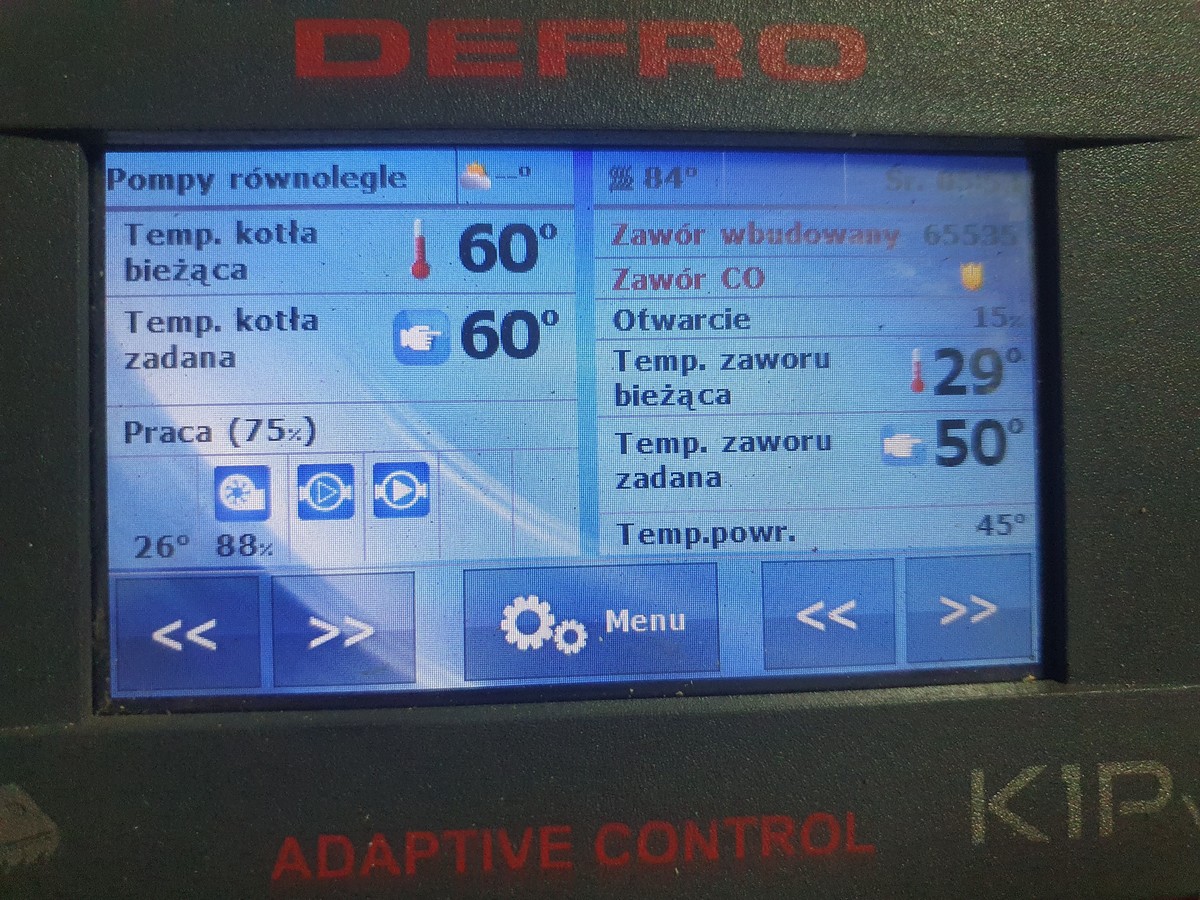 DEFRO
Pompy równolegle
--°
84°
Temp. kotła
bieżąca
60°
Temp. kotła
zadana
60°
Praca (75%)
26° 88%
Zawór wbudowany 65535
Zawór CO
Otwarcie 15%
Temp. zaworu
bieżąca
29°
Temp. zaworu
zadana
50°
Temp.powr. 45°
<< >>
Menu
<< >>
K1P
ADAPTIVE CONTROL